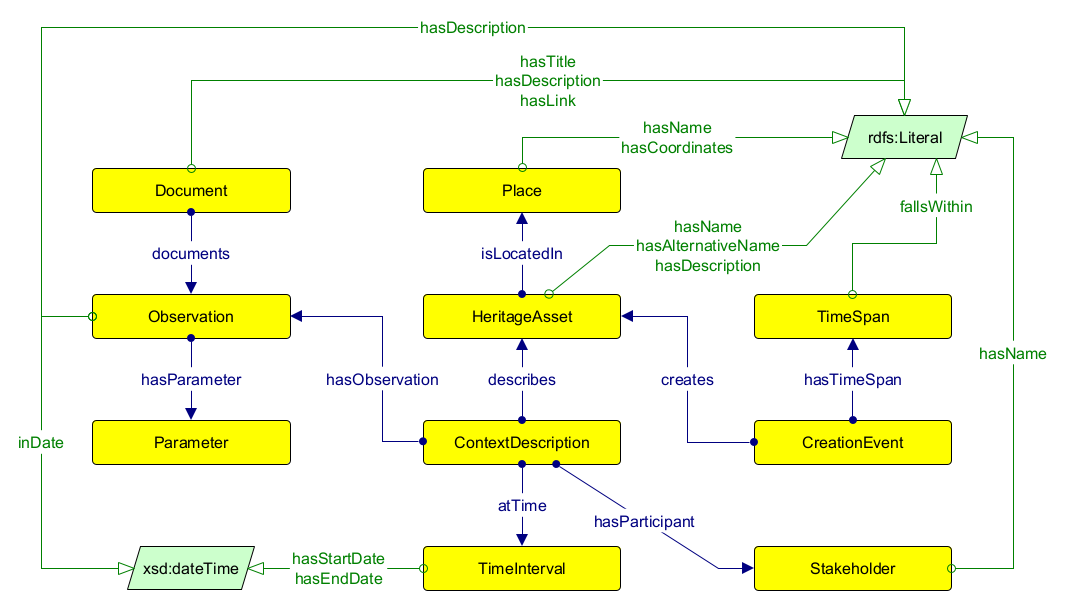 hasDescription
hasTitle
hasDescription
hasLink
hasName
hasCoordinates
rdfs:Literal
Document
Place
fallsWithin
hasName
hasAlternativeName
hasDescription
documents
isLocatedIn
Observation
HeritageAsset
TimeSpan
hasName
hasParameter
hasObservation
describes
creates
hasTimeSpan
inDate
Parameter
ContextDescription
CreationEvent
atTime
hasParticipant
xsd:dateTime
hasStartDate
hasEndDate
TimeInterval
Stakeholder